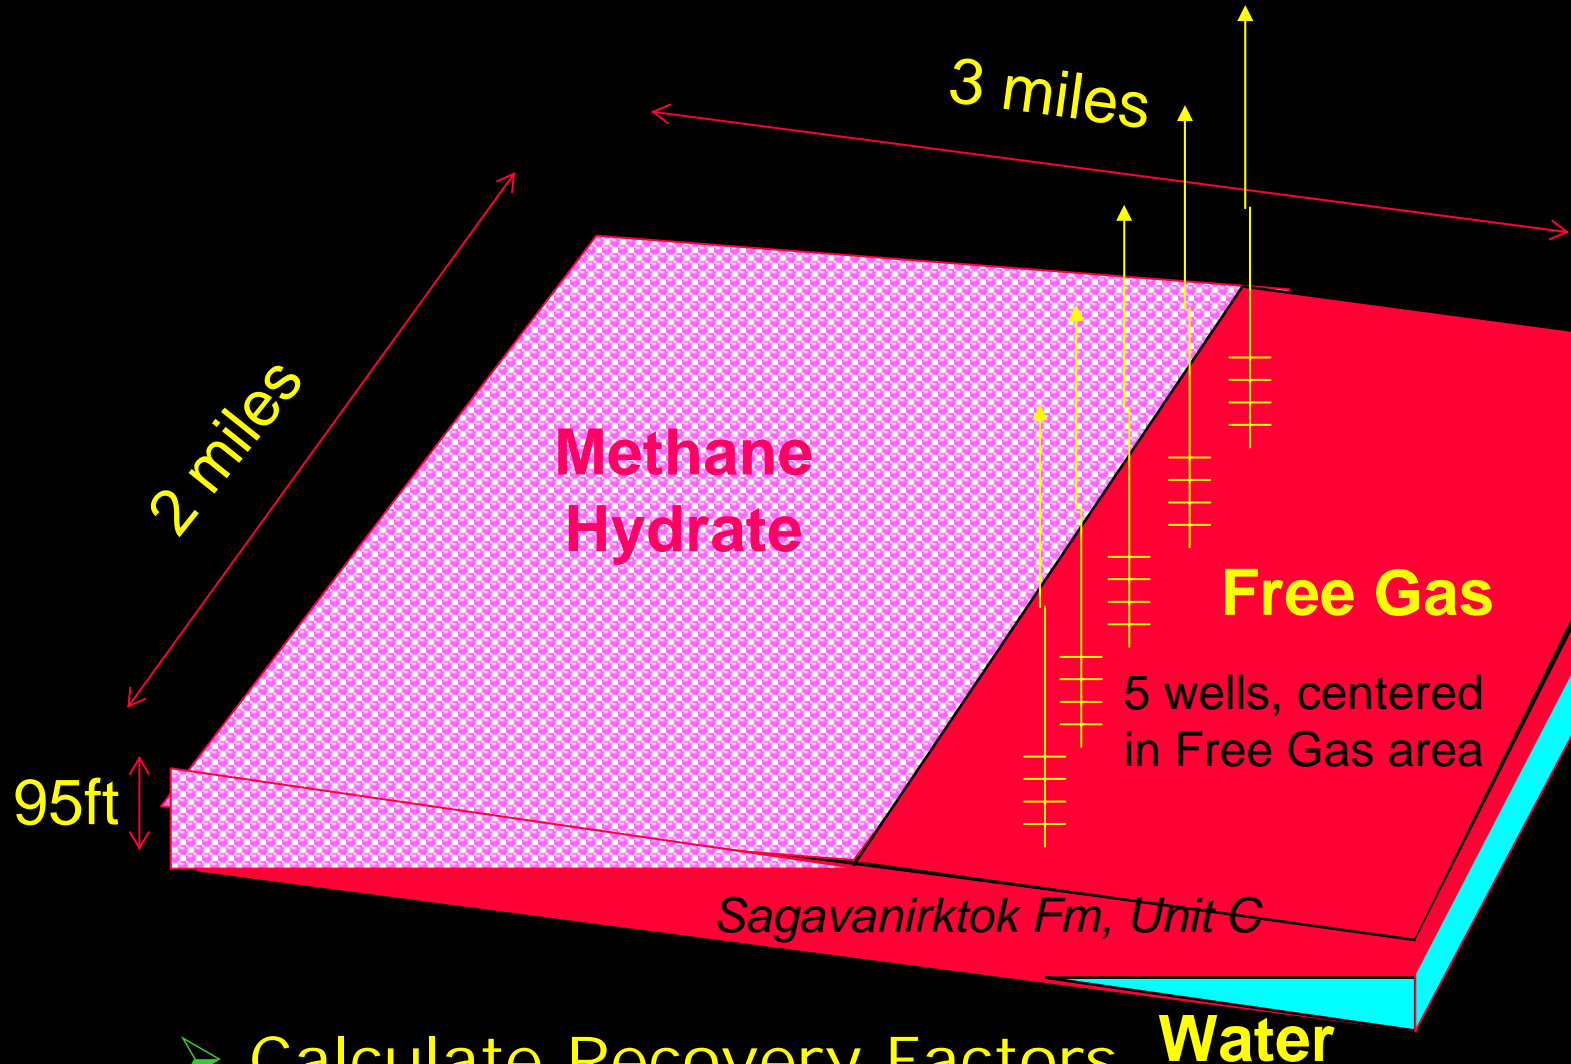 3 miles
2 miles
Methane
Hydrate
Free Gas
5 wells, centered
in Free Gas area
95ft
Sagavanirktok Fm, Unit C
Water
Calculate Recovery Factors